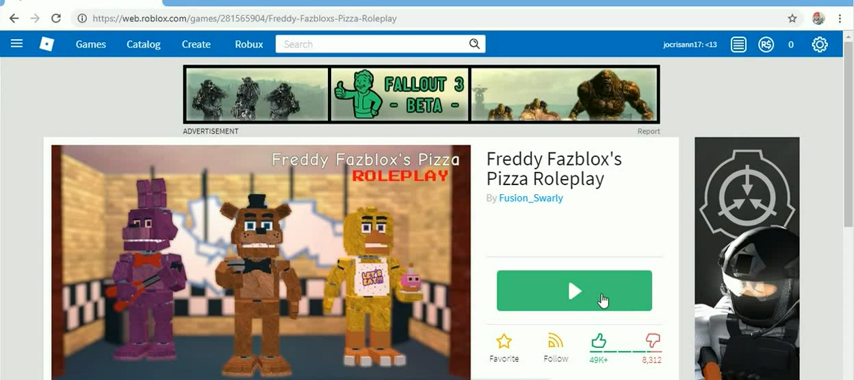 https://web.roblox.com/games/281565904/Freddy-Fazbloxs-Pizza-Roleplay
Games Catalog Create Robux Search jocrisann17: <13 R$ 0
FALLOUT 3
- BETA -
ADVERTISEMENT Report
Freddy Fazblox's Pizza
ROLEPLAY
LET'S
EAT!!!
Freddy Fazblox's
Pizza Roleplay
By Fusion_Swarly
Favorite Follow 49K+ 8,312